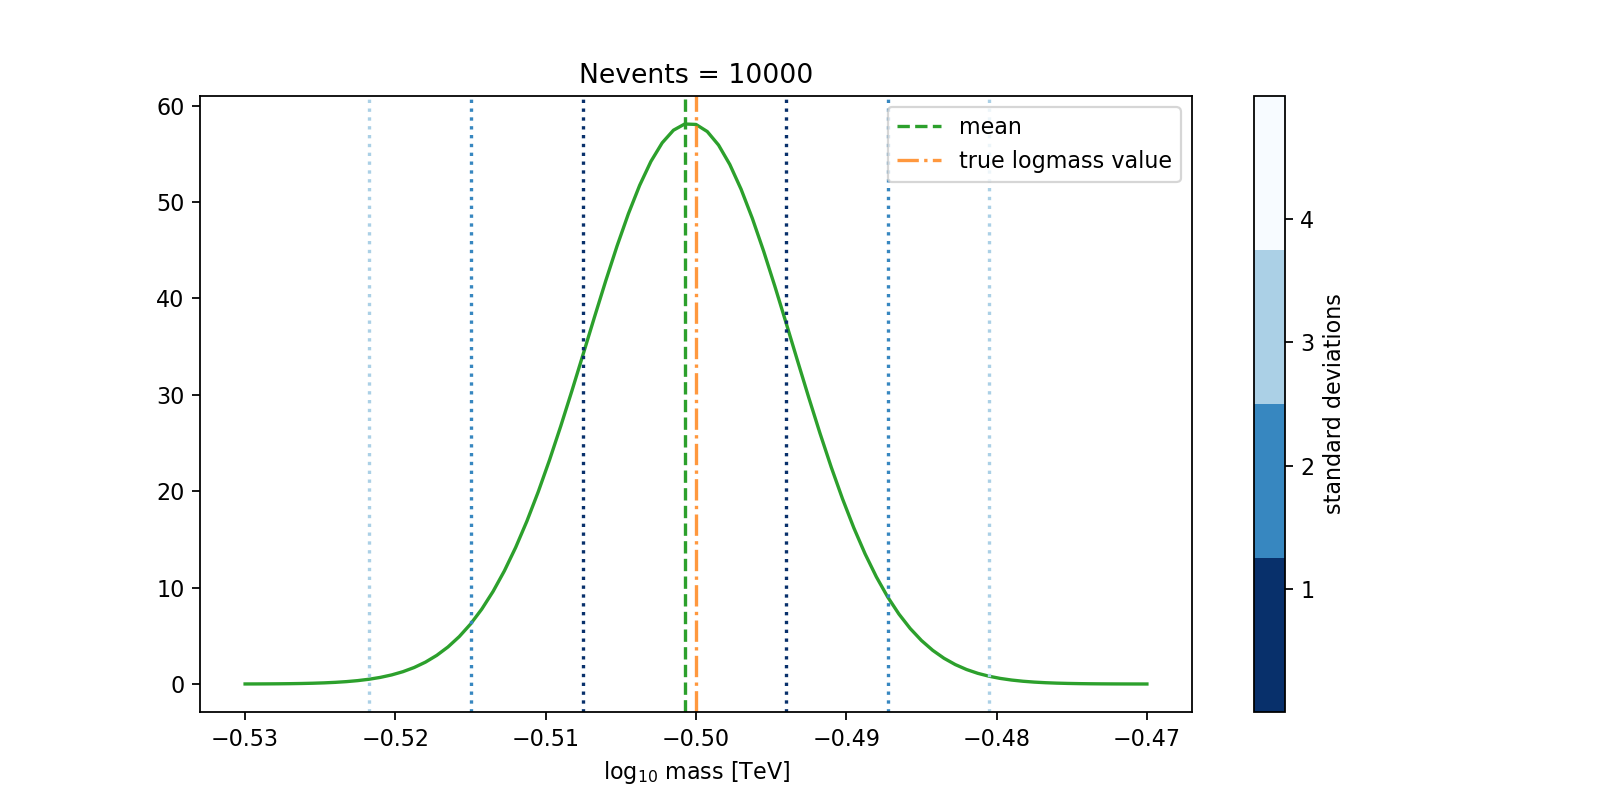 Nevents = 10000
60
50
40
30
20
10
0
−0.53 −0.52 −0.51 −0.50 −0.49 −0.48 −0.47
log₁₀ mass [TeV]
mean
true logmass value
4
3
2
1
standard deviations